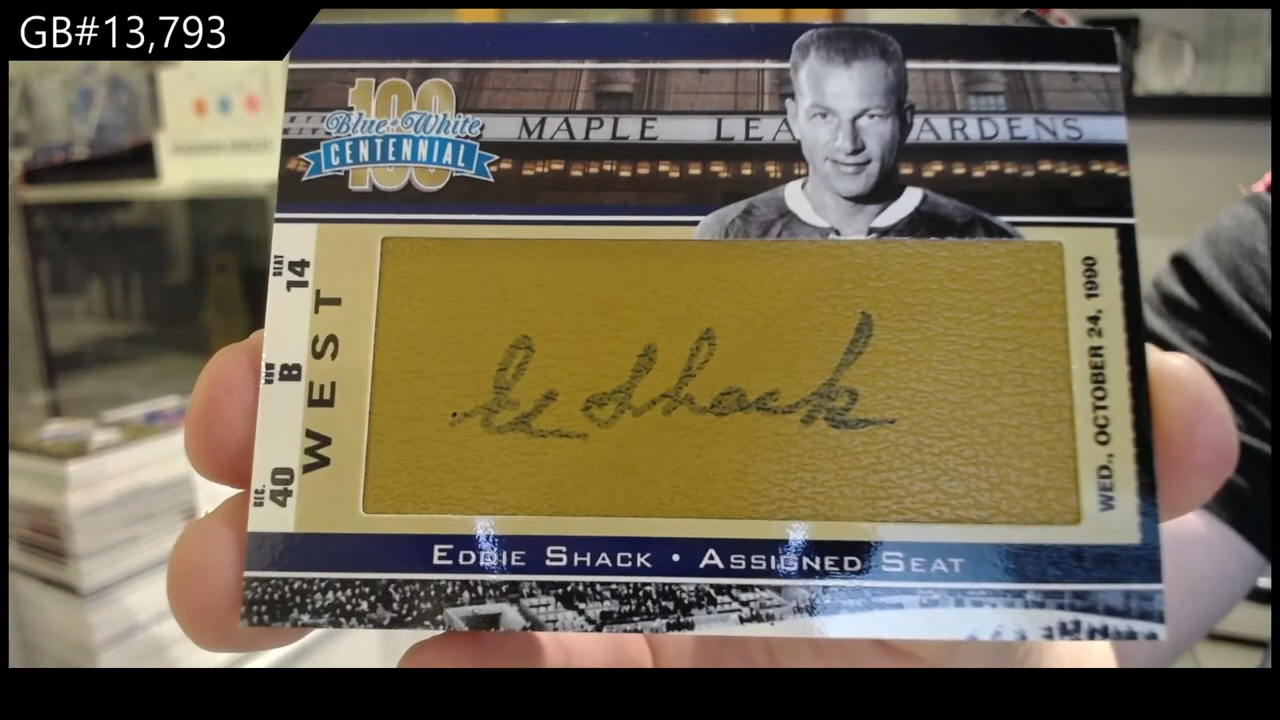 GB#13,793
100
Blue & White
CENTENNIAL
MAPLE LEA ARDENS
SEAT 14
ROW B
SEC. 40
WEST
Ed Shack
WED., OCTOBER 24, 1990
EDDIE SHACK • ASSIGNED SEAT